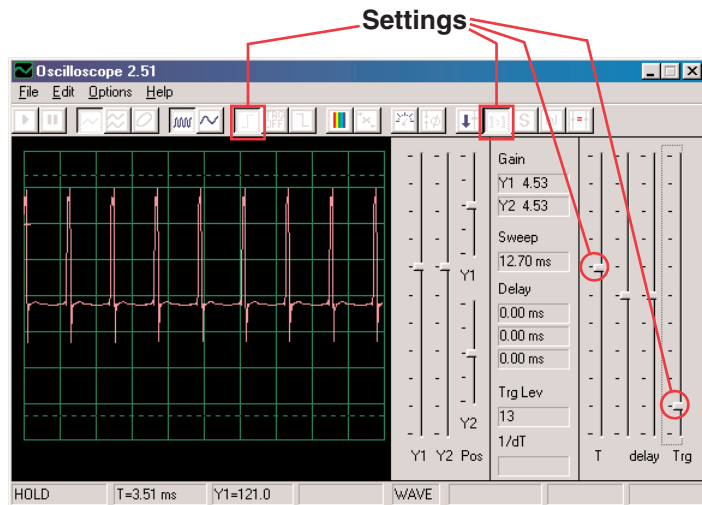 Settings
Oscilloscope 2.51
File Edit Options Help
TRG
OFF
S
Gain
Y1 4.53
Y2 4.53
Sweep
12.70 ms
Delay
0.00 ms
0.00 ms
0.00 ms
Trg Lev
13
1/dT
Y1
Y2
Y1 Y2 Pos
T delay Trg
HOLD T=3.51 ms Y1=121.0 WAVE